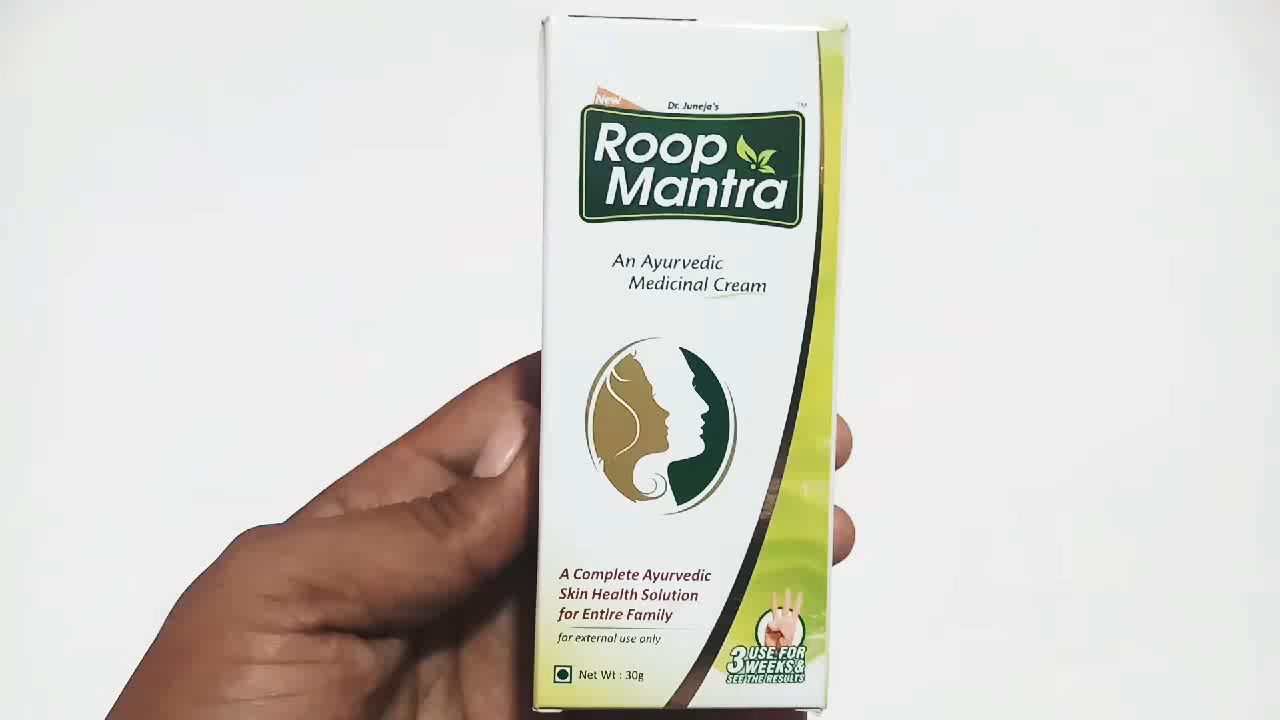 New
Dr. Juneja's
TM
Roop
Mantra
An Ayurvedic
Medicinal Cream
A Complete Ayurvedic
Skin Health Solution
for Entire Family
for external use only
Net Wt : 30g
3 USE FOR
WEEKS &
SEE THE RESULTS